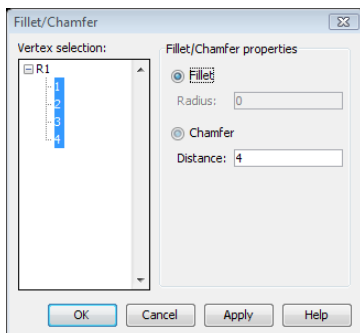 Fillet/Chamfer
Vertex selection:
R1
1
2
3
4
Fillet/Chamfer properties
Fillet
Radius: 0
Chamfer
Distance: 4
OK Cancel Apply Help